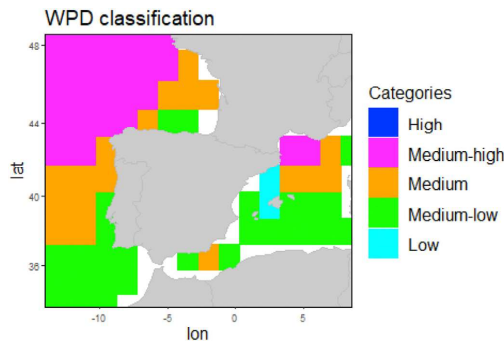 WPD classification
48
44
40
36
lat
-10
-5
0
5
lon
Categories
High
Medium-high
Medium
Medium-low
Low